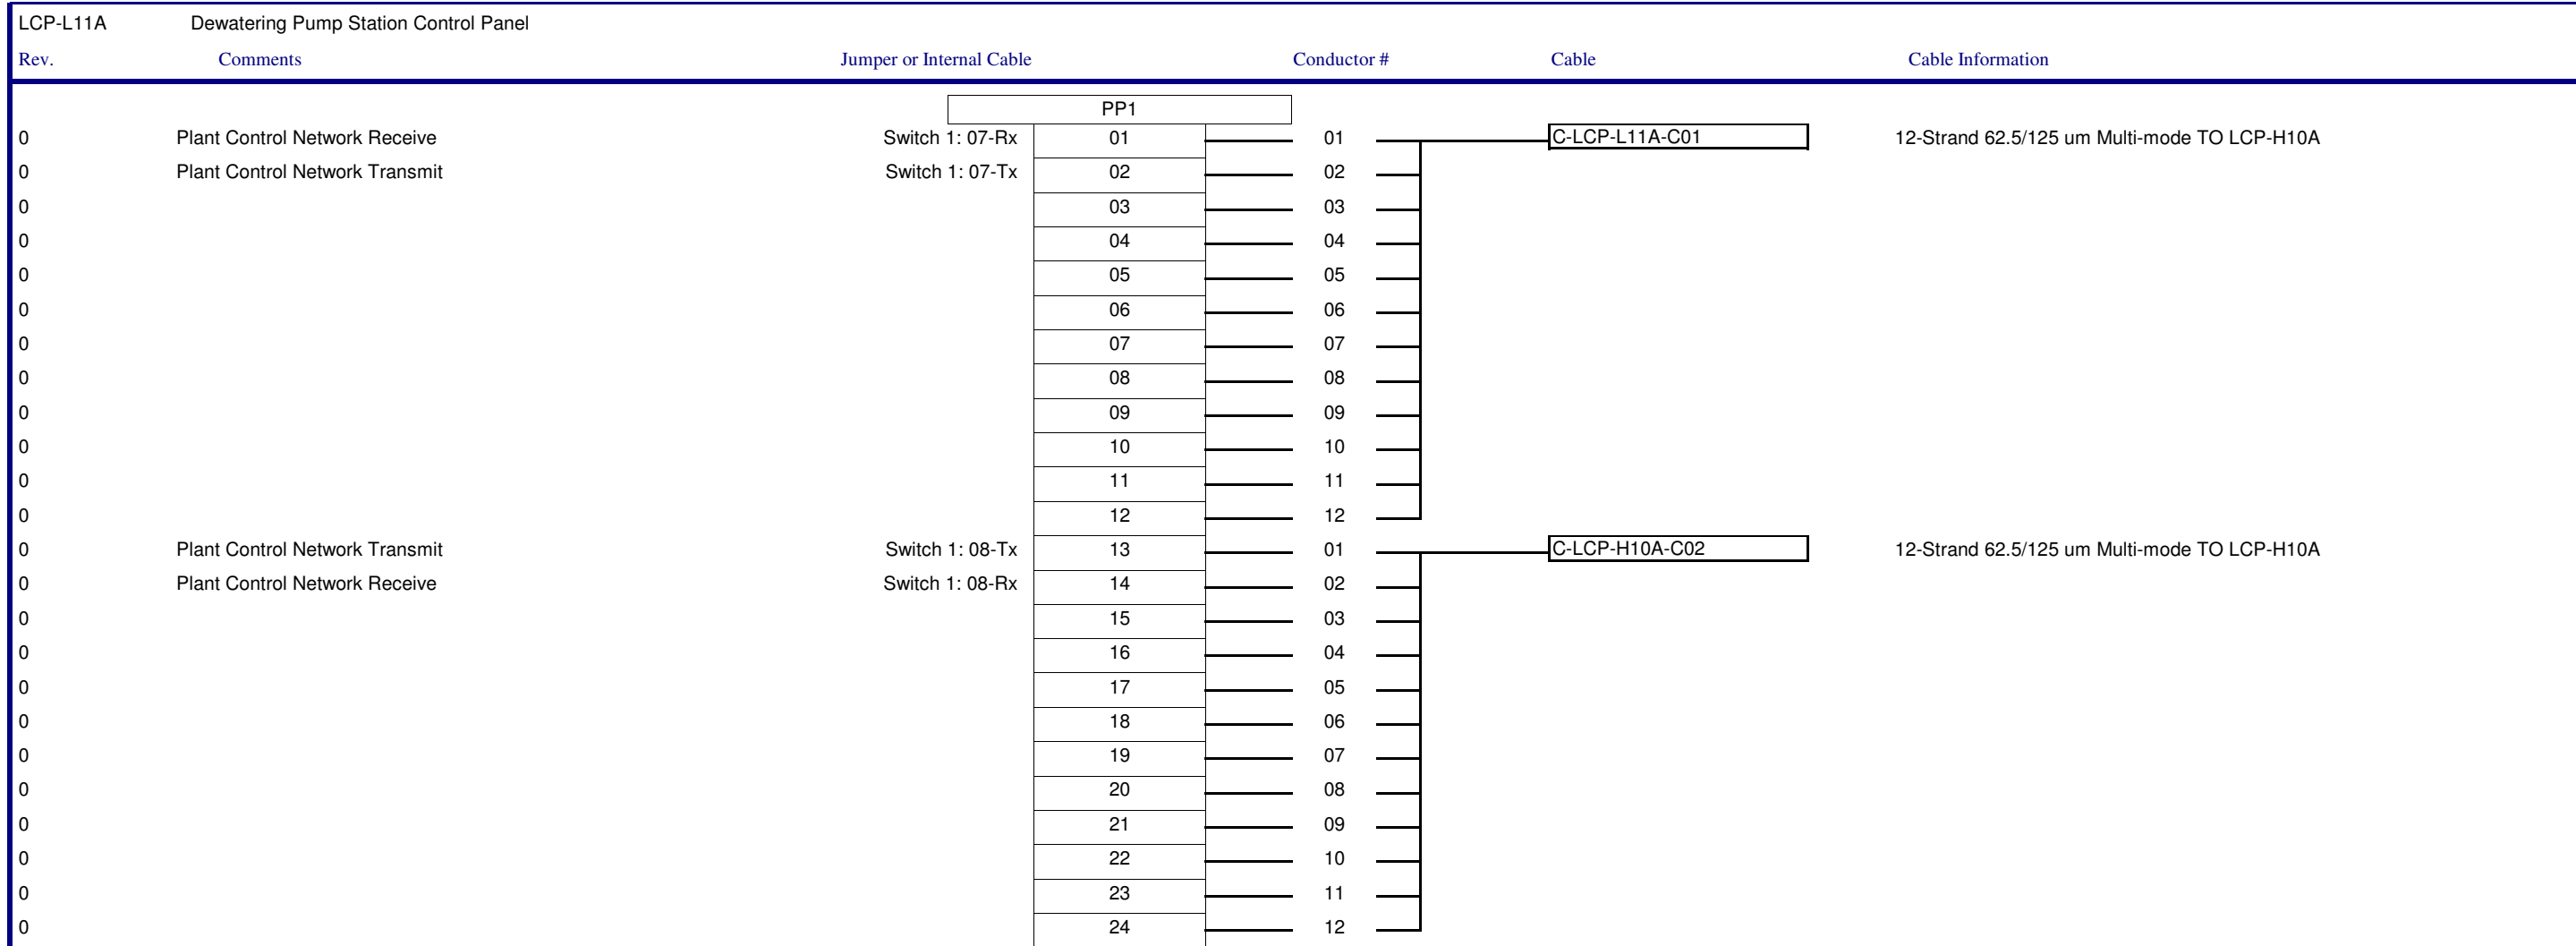 LCP-L11A Dewatering Pump Station Control Panel
Rev. Comments Jumper or Internal Cable Conductor # Cable Cable Information
PP1
0 Plant Control Network Receive Switch 1: 07-Rx 01 01 C-LCP-L11A-C01 12-Strand 62.5/125 um Multi-mode TO LCP-H10A
0 Plant Control Network Transmit Switch 1: 07-Tx 02 02
0 03 03
0 04 04
0 05 05
0 06 06
0 07 07
0 08 08
0 09 09
0 10 10
0 11 11
0 12 12
0 Plant Control Network Transmit Switch 1: 08-Tx 13 01 C-LCP-H10A-C02 12-Strand 62.5/125 um Multi-mode TO LCP-H10A
0 Plant Control Network Receive Switch 1: 08-Rx 14 02
0 15 03
0 16 04
0 17 05
0 18 06
0 19 07
0 20 08
0 21 09
0 22 10
0 23 11
0 24 12